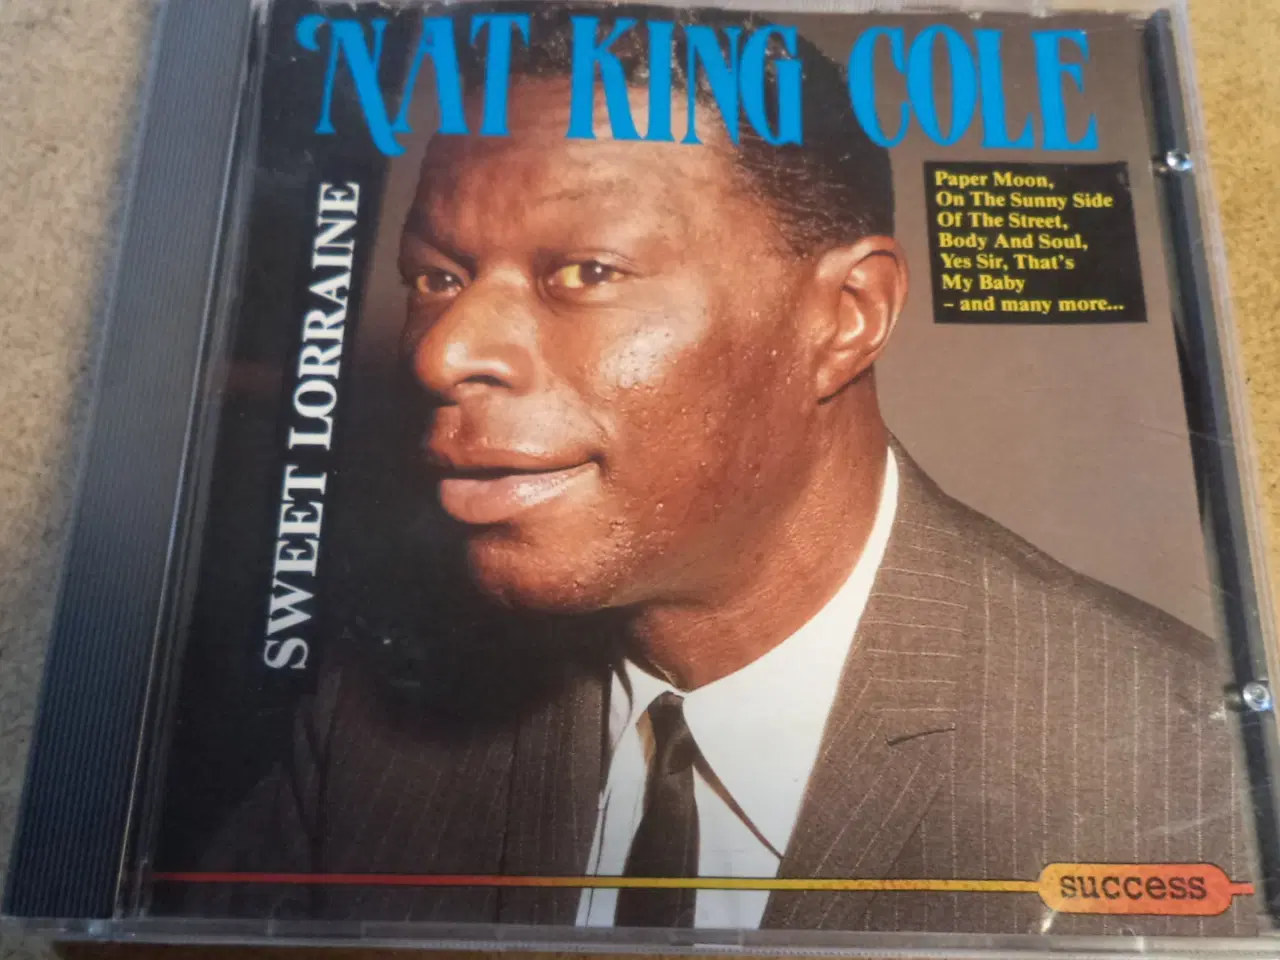 NAT KING COLE
SWEET LORRAINE
Paper Moon,
On The Sunny Side
Of The Street,
Body And Soul,
Yes Sir, That's
My Baby
– and many more...
success